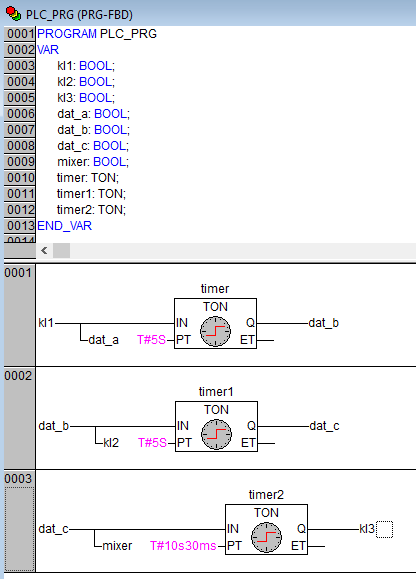 PLC_PRG (PRG-FBD)
0001 PROGRAM PLC_PRG
0002 VAR
0003 kl1: BOOL;
0004 kl2: BOOL;
0005 kl3: BOOL;
0006 dat_a: BOOL;
0007 dat_b: BOOL;
0008 dat_c: BOOL;
0009 mixer: BOOL;
0010 timer: TON;
0011 timer1: TON;
0012 timer2: TON;
0013 END_VAR
0014
0001
timer
TON
kl1 IN Q dat_b
dat_a T#5S PT ET
0002
timer1
TON
dat_b IN Q dat_c
kl2 T#5S PT ET
0003
timer2
TON
dat_c IN Q kl3
mixer T#10s30ms PT ET